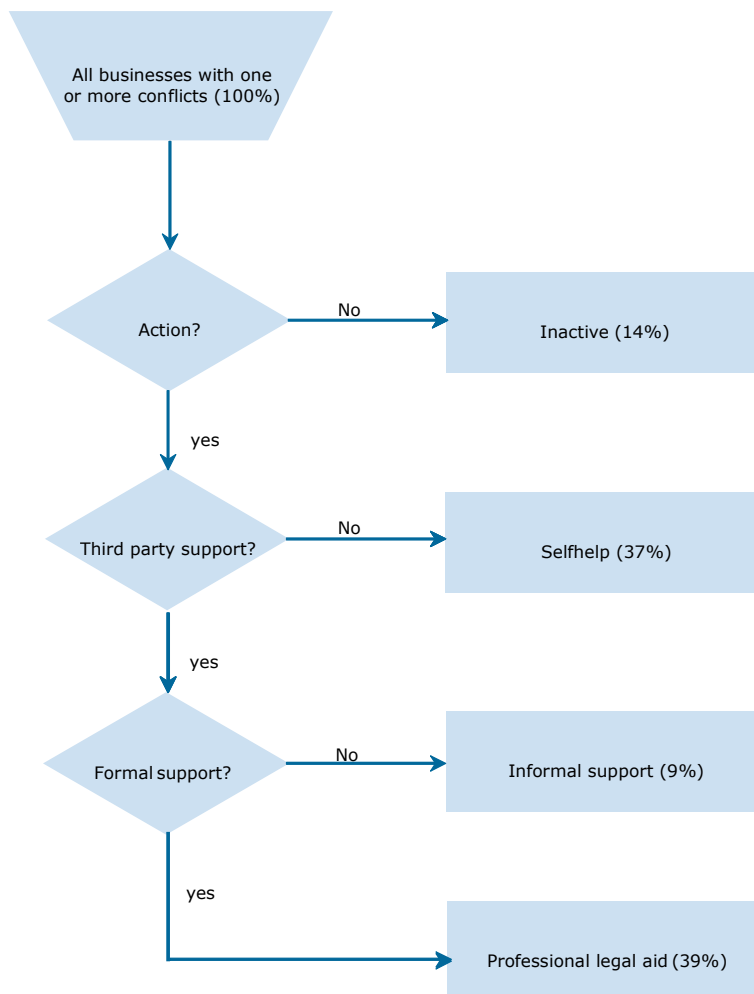 All businesses with one
or more conflicts (100%)
Action?
No
Inactive (14%)
yes
Third party support?
No
Selfhelp (37%)
yes
Formal support?
No
Informal support (9%)
yes
Professional legal aid (39%)